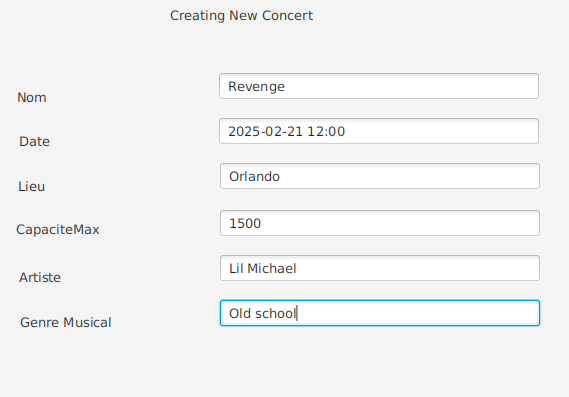 Creating New Concert
Nom
Revenge
Date
2025-02-21 12:00
Lieu
Orlando
CapaciteMax
1500
Artiste
Lil Michael
Genre Musical
Old school